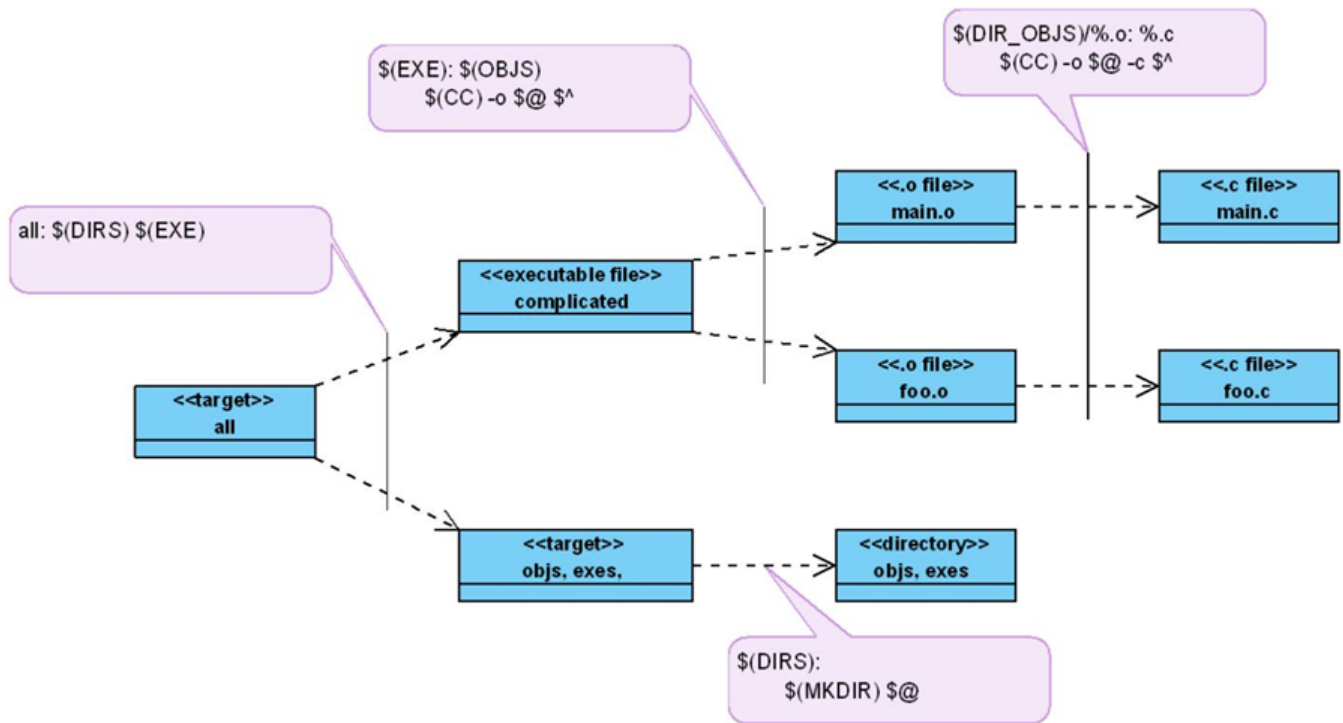 $(DIR_OBJS)/%.o: %.c
$(CC) -o $@ -c $^
$(EXE): $(OBJS)
$(CC) -o $@ $^
<<.o file>>
main.o
<<.c file>>
main.c
all: $(DIRS) $(EXE)
<<executable file>>
complicated
<<.o file>>
foo.o
<<.c file>>
foo.c
<<target>>
all
<<target>>
objs, exes,
<<directory>>
objs, exes
$(DIRS):
$(MKDIR) $@